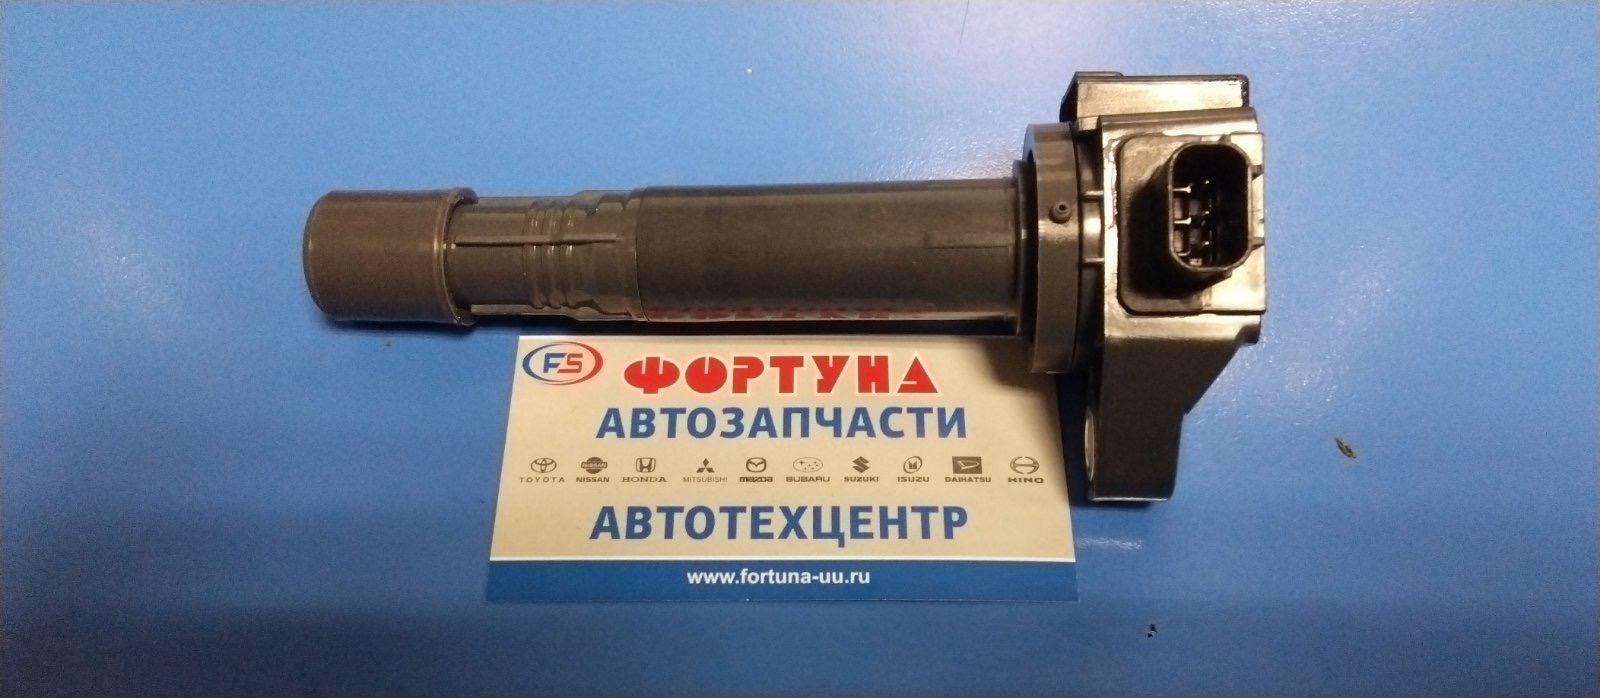 FS ФОРТУНА
АВТОЗАПЧАСТИ
TOYOTA NISSAN HONDA MITSUBISHI mazda SUBARU SUZUKI ISUZU DAIHATSU HINO
АВТОТЕХЦЕНТР
www.fortuna-uu.ru